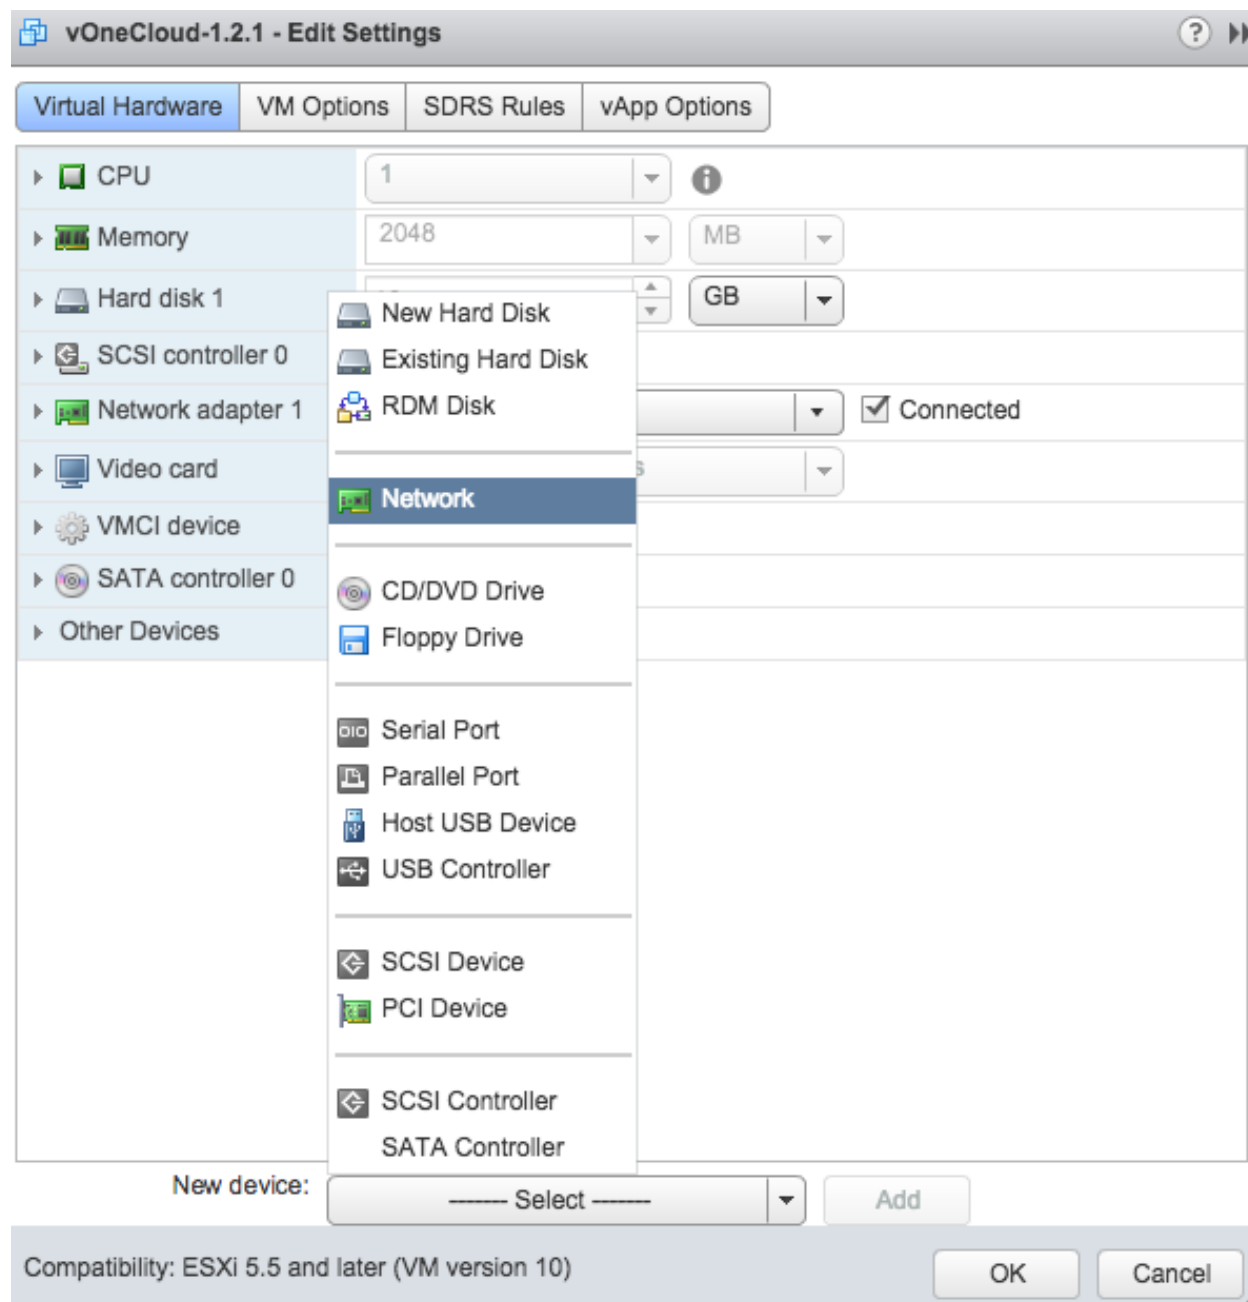 vOneCloud-1.2.1 - Edit Settings ?
Virtual Hardware VM Options SDRS Rules vApp Options
CPU 1
Memory 2048 MB
Hard disk 1 GB
SCSI controller 0
Network adapter 1 Connected
Video card
VMCI device
SATA controller 0
Other Devices
New Hard Disk
Existing Hard Disk
RDM Disk
Network
CD/DVD Drive
Floppy Drive
Serial Port
Parallel Port
Host USB Device
USB Controller
SCSI Device
PCI Device
SCSI Controller
SATA Controller
New device: ------- Select ------- Add
Compatibility: ESXi 5.5 and later (VM version 10) OK Cancel